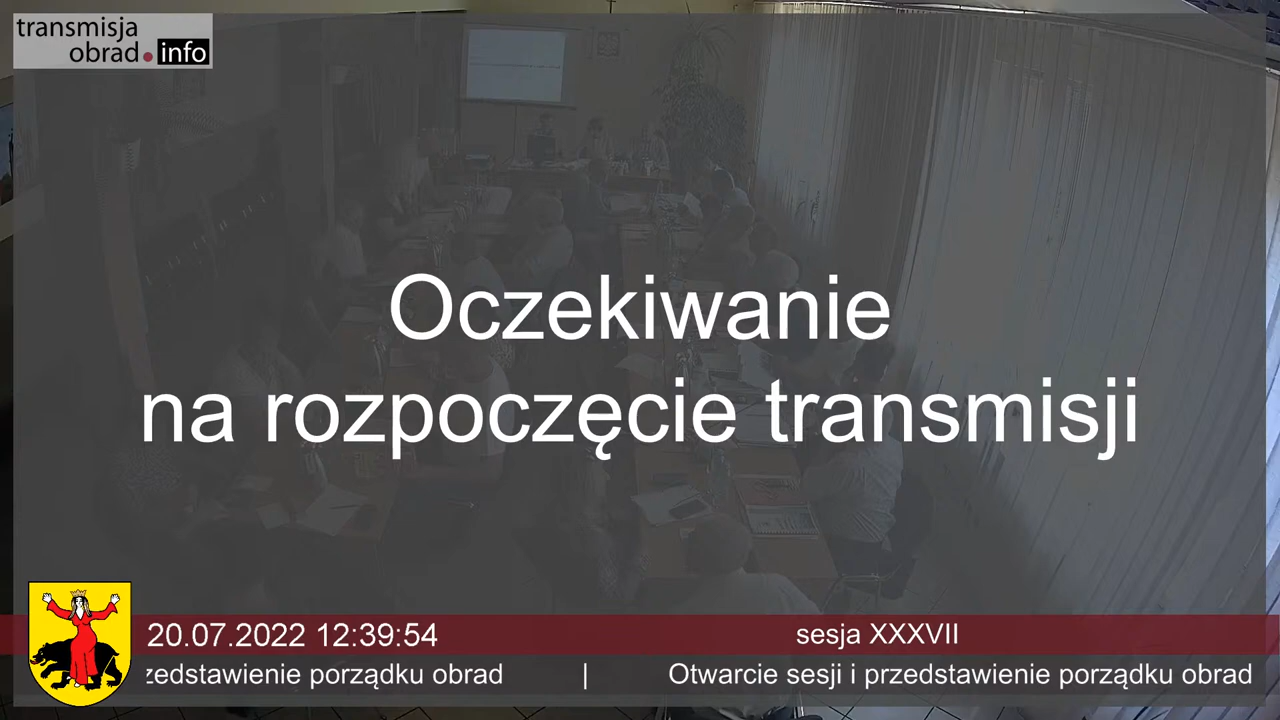 transmisja
obrad.info
Oczekiwanie
na rozpoczęcie transmisji
20.07.2022 12:39:54
sesja XXXVII
zedstawienie porządku obrad | Otwarcie sesji i przedstawienie porządku obrad